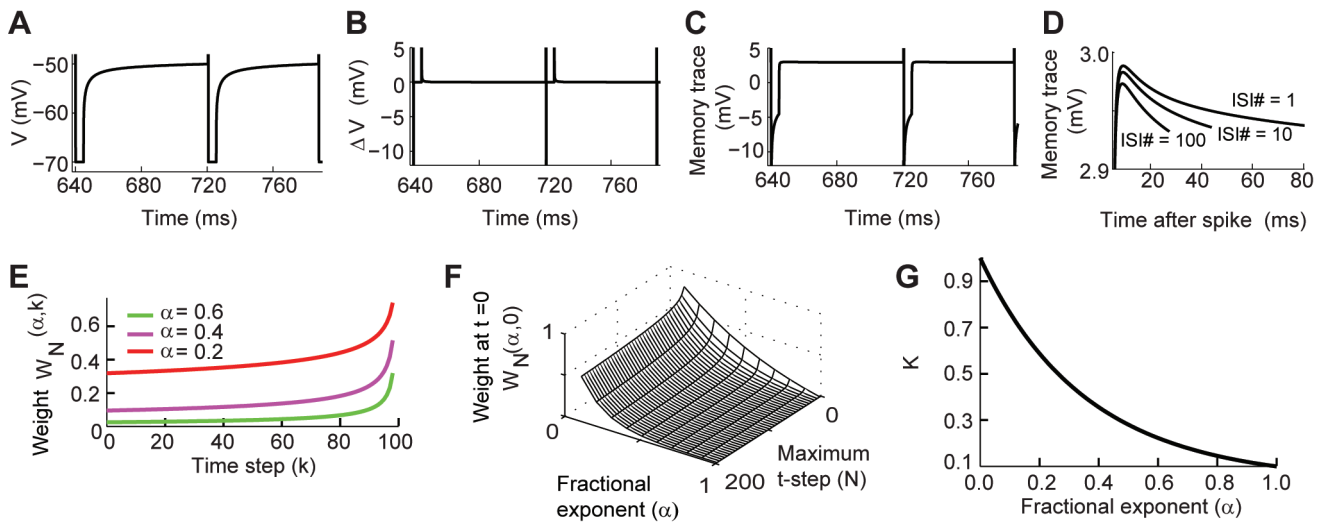 A
V (mV)
−50
−60
−70
640
680
720
760
Time (ms)
B
Δ V (mV)
5
0
−5
−10
640
680
720
760
Time (ms)
C
Memory trace
(mV)
5
0
−5
−10
640
680
720
760
Time (ms)
D
Memory trace
(mV)
3.0
2.9
ISI# = 1
ISI# = 10
ISI# = 100
20
40
60
80
Time after spike (ms)
E
Weight W_N(α,k)
0.6
0.4
0.2
0
α = 0.6
α = 0.4
α = 0.2
0
20
40
60
80
100
Time step (k)
F
Weight at t =0
W_N(α,0)
1
0
0
Fractional
exponent (α)
1
200
0
Maximum
t-step (N)
G
K
0.9
0.7
0.5
0.3
0.1
0.0
0.2
0.4
0.6
0.8
1.0
Fractional exponent (α)